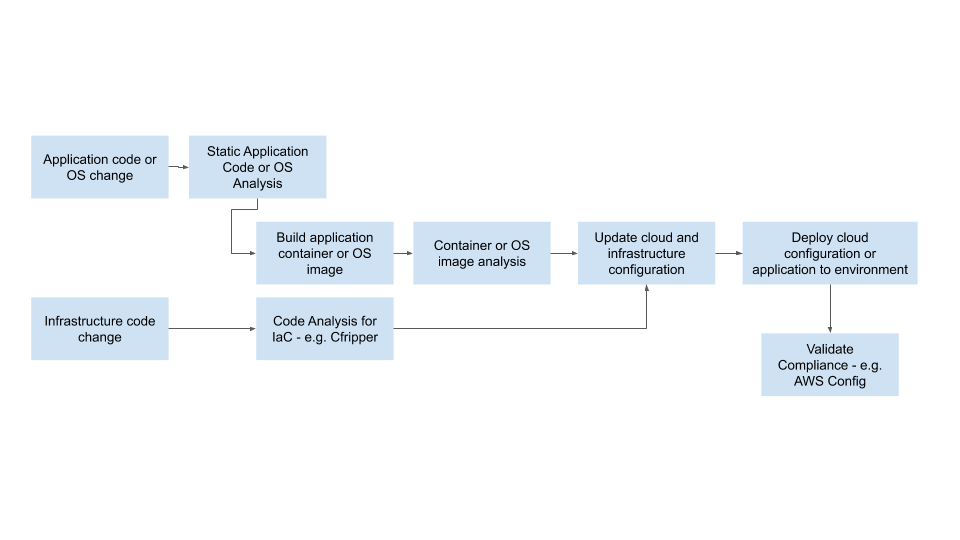 Application code or
OS change
Static Application
Code or OS
Analysis
Build application
container or OS
image
Container or OS
image analysis
Update cloud and
infrastructure
configuration
Deploy cloud
configuration or
application to environment
Infrastructure code
change
Code Analysis for
IaC - e.g. Cfripper
Validate
Compliance - e.g.
AWS Config